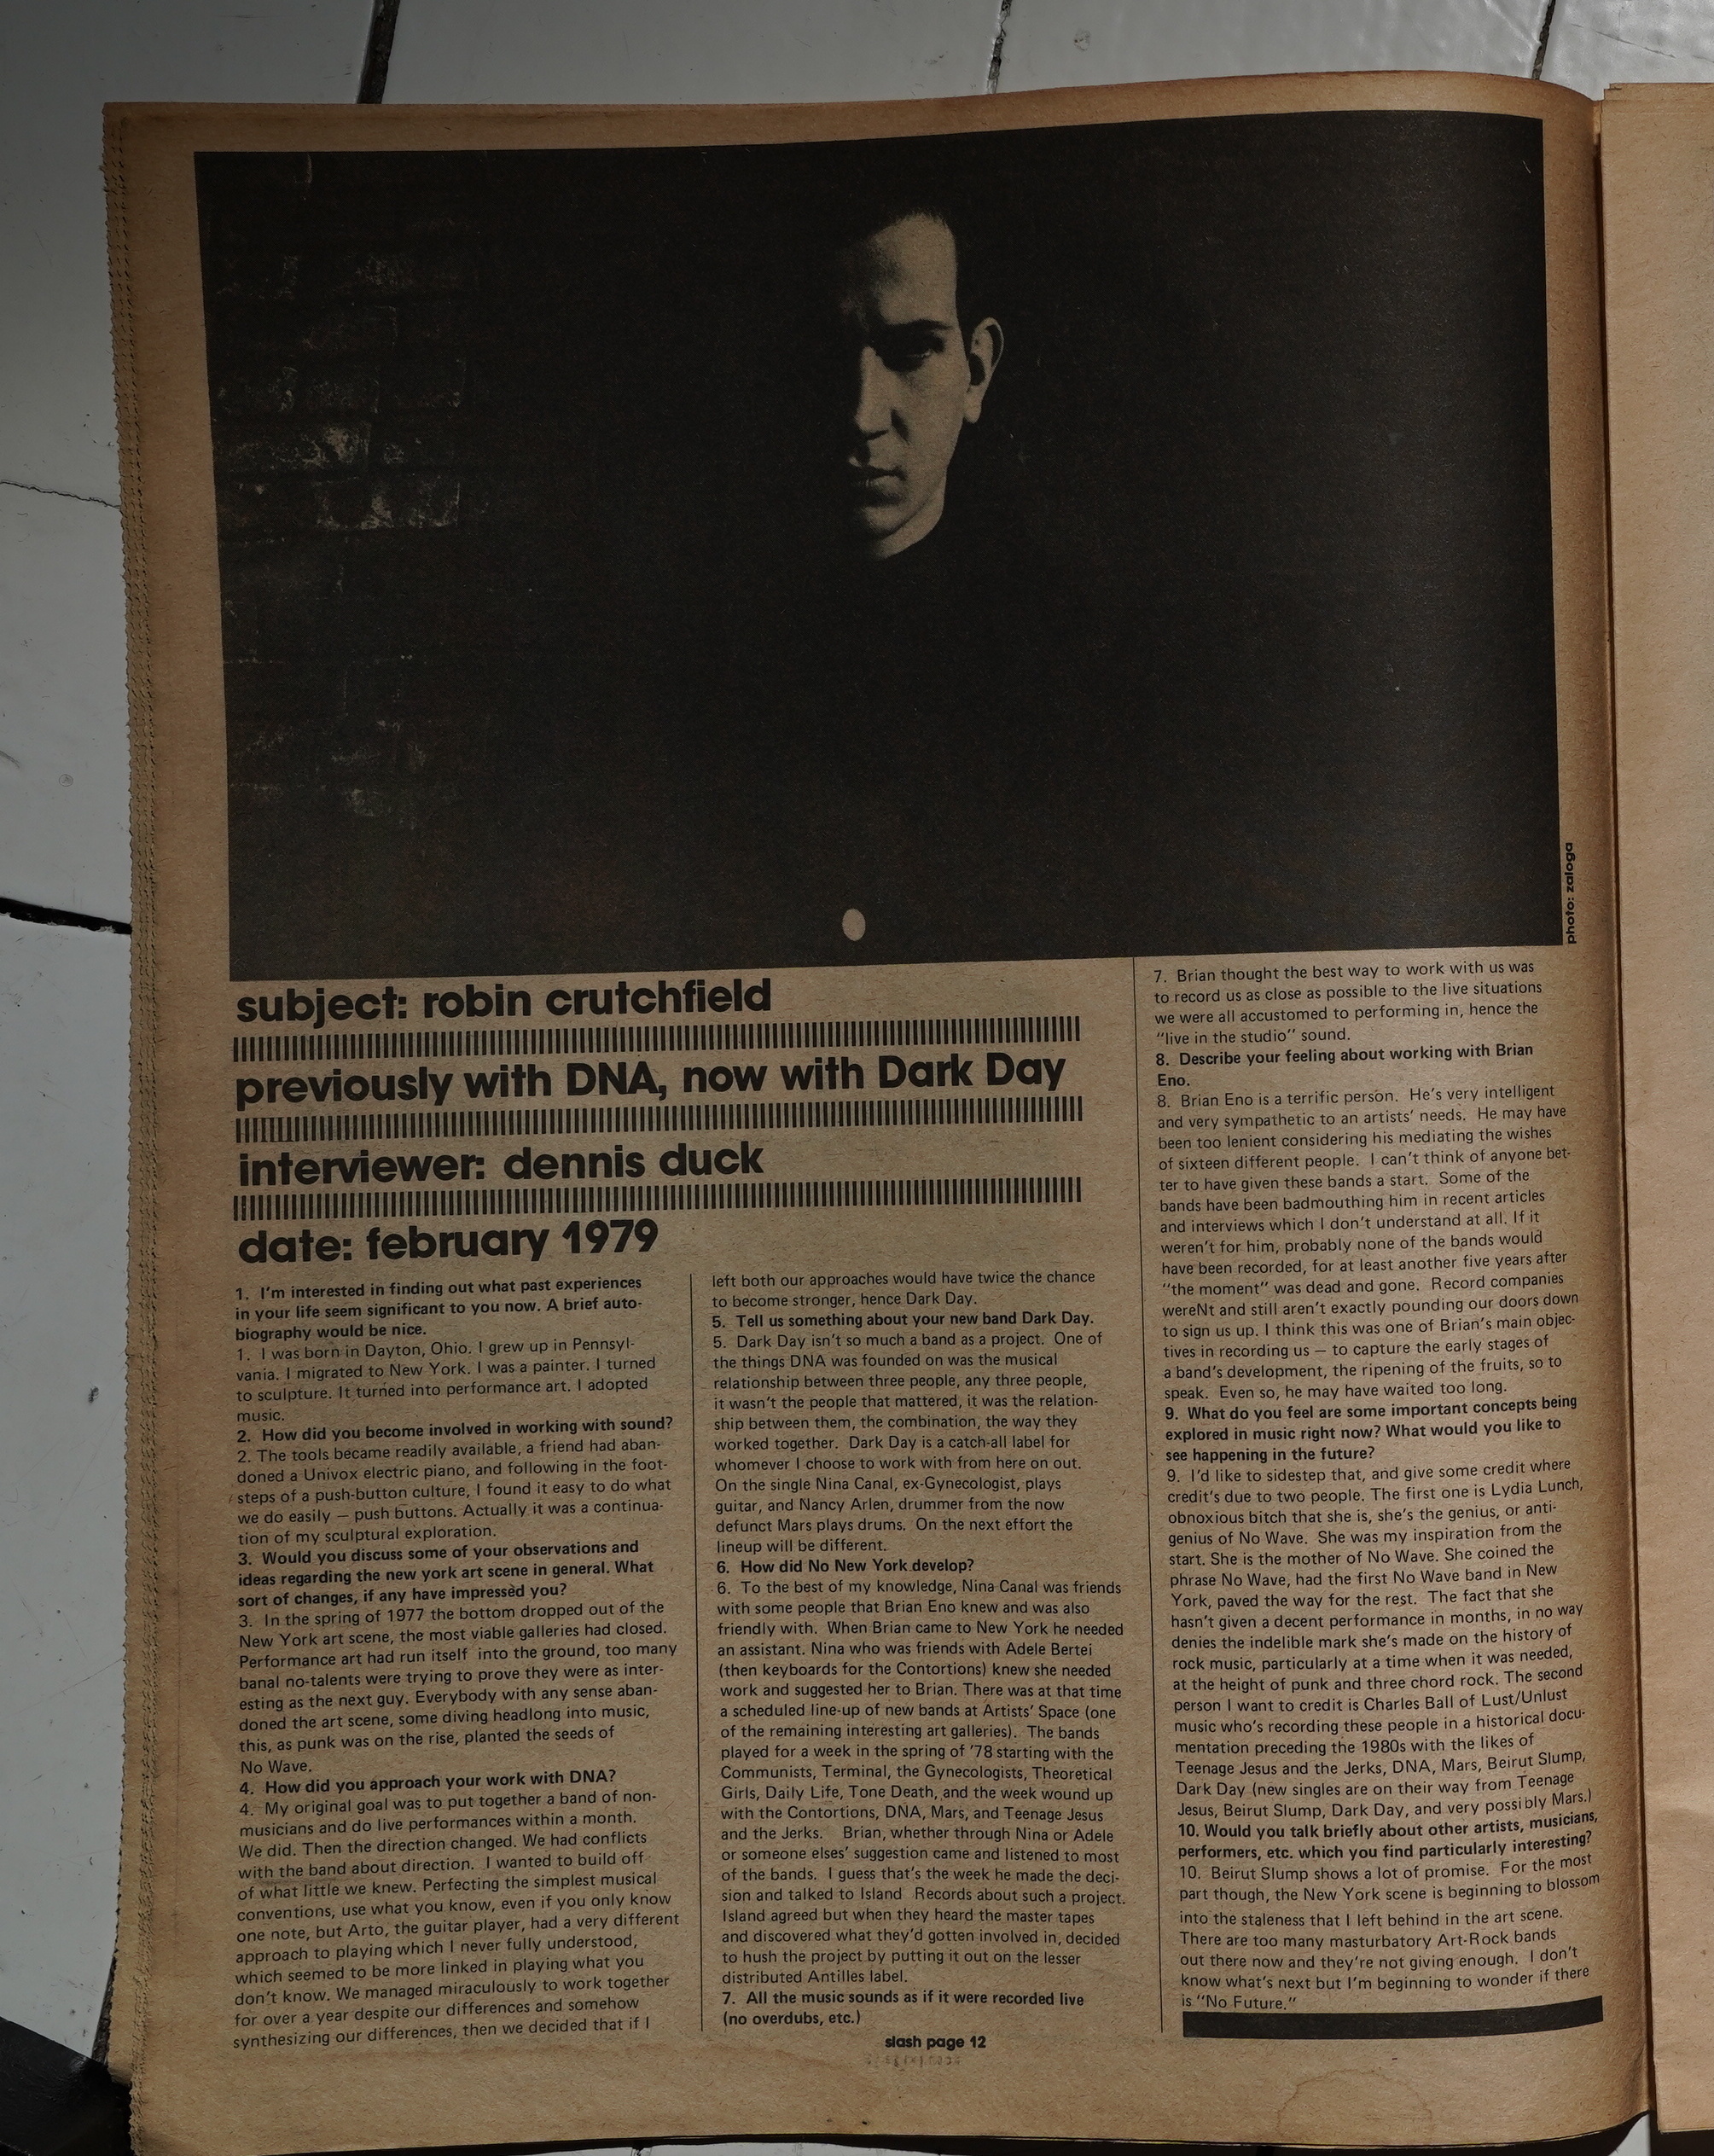 photo: zaloga
subject: robin crutchfield
previously with DNA, now with Dark Day
interviewer: dennis duck
date: february 1979
1. I'm interested in finding out what past experiences
in your life seem significant to you now. A brief auto-
biography would be nice.
1. I was born in Dayton, Ohio. I grew up in Pennsyl-
vania. I migrated to New York. I was a painter. I turned
to sculpture. It turned into performance art. I adopted
music.
2. How did you become involved in working with sound?
2. The tools became readily available, a friend had aban-
doned a Univox electric piano, and following in the foot-
steps of a push-button culture, I found it easy to do what
we do easily — push buttons. Actually it was a continua-
tion of my sculptural exploration.
3. Would you discuss some of your observations and
ideas regarding the new york art scene in general. What
sort of changes, if any have impressed you?
3. In the spring of 1977 the bottom dropped out of the
New York art scene, the most viable galleries had closed.
Performance art had run itself into the ground, too many
banal no-talents were trying to prove they were as inter-
esting as the next guy. Everybody with any sense aban-
doned the art scene, some diving headlong into music,
this, as punk was on the rise, planted the seeds of
No Wave.
4. How did you approach your work with DNA?
4. My original goal was to put together a band of non-
musicians and do live performances within a month.
We did. Then the direction changed. We had conflicts
with the band about direction. I wanted to build off
of what little we knew. Perfecting the simplest musical
conventions, use what you know, even if you only know
one note, but Arto, the guitar player, had a very different
approach to playing which I never fully understood,
which seemed to be more linked in playing what you
don't know. We managed miraculously to work together
for over a year despite our differences and somehow
synthesizing our differences, then we decided that if I
left both our approaches would have twice the chance
to become stronger, hence Dark Day.
5. Tell us something about your new band Dark Day.
5. Dark Day isn't so much a band as a project. One of
the things DNA was founded on was the musical
relationship between three people, any three people,
it wasn't the people that mattered, it was the relation-
ship between them, the combination, the way they
worked together. Dark Day is a catch-all label for
whomever I choose to work with from here on out.
On the single Nina Canal, ex-Gynecologist, plays
guitar, and Nancy Arlen, drummer from the now
defunct Mars plays drums. On the next effort the
lineup will be different.
6. How did No New York develop?
6. To the best of my knowledge, Nina Canal was friends
with some people that Brian Eno knew and was also
friendly with. When Brian came to New York he needed
an assistant. Nina who was friends with Adele Bertei
(then keyboards for the Contortions) knew she needed
work and suggested her to Brian. There was at that time
a scheduled line-up of new bands at Artists' Space (one
of the remaining interesting art galleries). The bands
played for a week in the spring of '78 starting with the
Communists, Terminal, the Gynecologists, Theoretical
Girls, Daily Life, Tone Death, and the week wound up
with the Contortions, DNA, Mars, and Teenage Jesus
and the Jerks. Brian, whether through Nina or Adele
or someone elses' suggestion came and listened to most
of the bands. I guess that's the week he made the deci-
sion and talked to Island Records about such a project.
Island agreed but when they heard the master tapes
and discovered what they'd gotten involved in, decided
to hush the project by putting it out on the lesser
distributed Antilles label.
7. All the music sounds as if it were recorded live
(no overdubs, etc.)
7. Brian thought the best way to work with us was
to record us as close as possible to the live situations
we were all accustomed to performing in, hence the
"live in the studio" sound.
8. Describe your feeling about working with Brian
Eno.
8. Brian Eno is a terrific person. He's very intelligent
and very sympathetic to an artists' needs. He may have
been too lenient considering his mediating the wishes
of sixteen different people. I can't think of anyone bet-
ter to have given these bands a start. Some of the
bands have been badmouthing him in recent articles
and interviews which I don't understand at all. If it
weren't for him, probably none of the bands would
have been recorded, for at least another five years after
"the moment" was dead and gone. Record companies
wereNt and still aren't exactly pounding our doors down
to sign us up. I think this was one of Brian's main objec-
tives in recording us — to capture the early stages of
a band's development, the ripening of the fruits, so to
speak. Even so, he may have waited too long.
9. What do you feel are some important concepts being
explored in music right now? What would you like to
see happening in the future?
9. I'd like to sidestep that, and give some credit where
credit's due to two people. The first one is Lydia Lunch,
obnoxious bitch that she is, she's the genius, or anti-
genius of No Wave. She was my inspiration from the
start. She is the mother of No Wave. She coined the
phrase No Wave, had the first No Wave band in New
York, paved the way for the rest. The fact that she
hasn't given a decent performance in months, in no way
denies the indelible mark she's made on the history of
rock music, particularly at a time when it was needed,
at the height of punk and three chord rock. The second
person I want to credit is Charles Ball of Lust/Unlust
music who's recording these people in a historical docu-
mentation preceding the 1980s with the likes of
Teenage Jesus and the Jerks, DNA, Mars, Beirut Slump,
Dark Day (new singles are on their way from Teenage
Jesus, Beirut Slump, Dark Day, and very possibly Mars.)
10. Would you talk briefly about other artists, musicians,
performers, etc. which you find particularly interesting?
10. Beirut Slump shows a lot of promise. For the most
part though, the New York scene is beginning to blossom
into the staleness that I left behind in the art scene.
There are too many masturbatory Art-Rock bands
out there now and they're not giving enough. I don't
know what's next but I'm beginning to wonder if there
is "No Future."
slash page 12